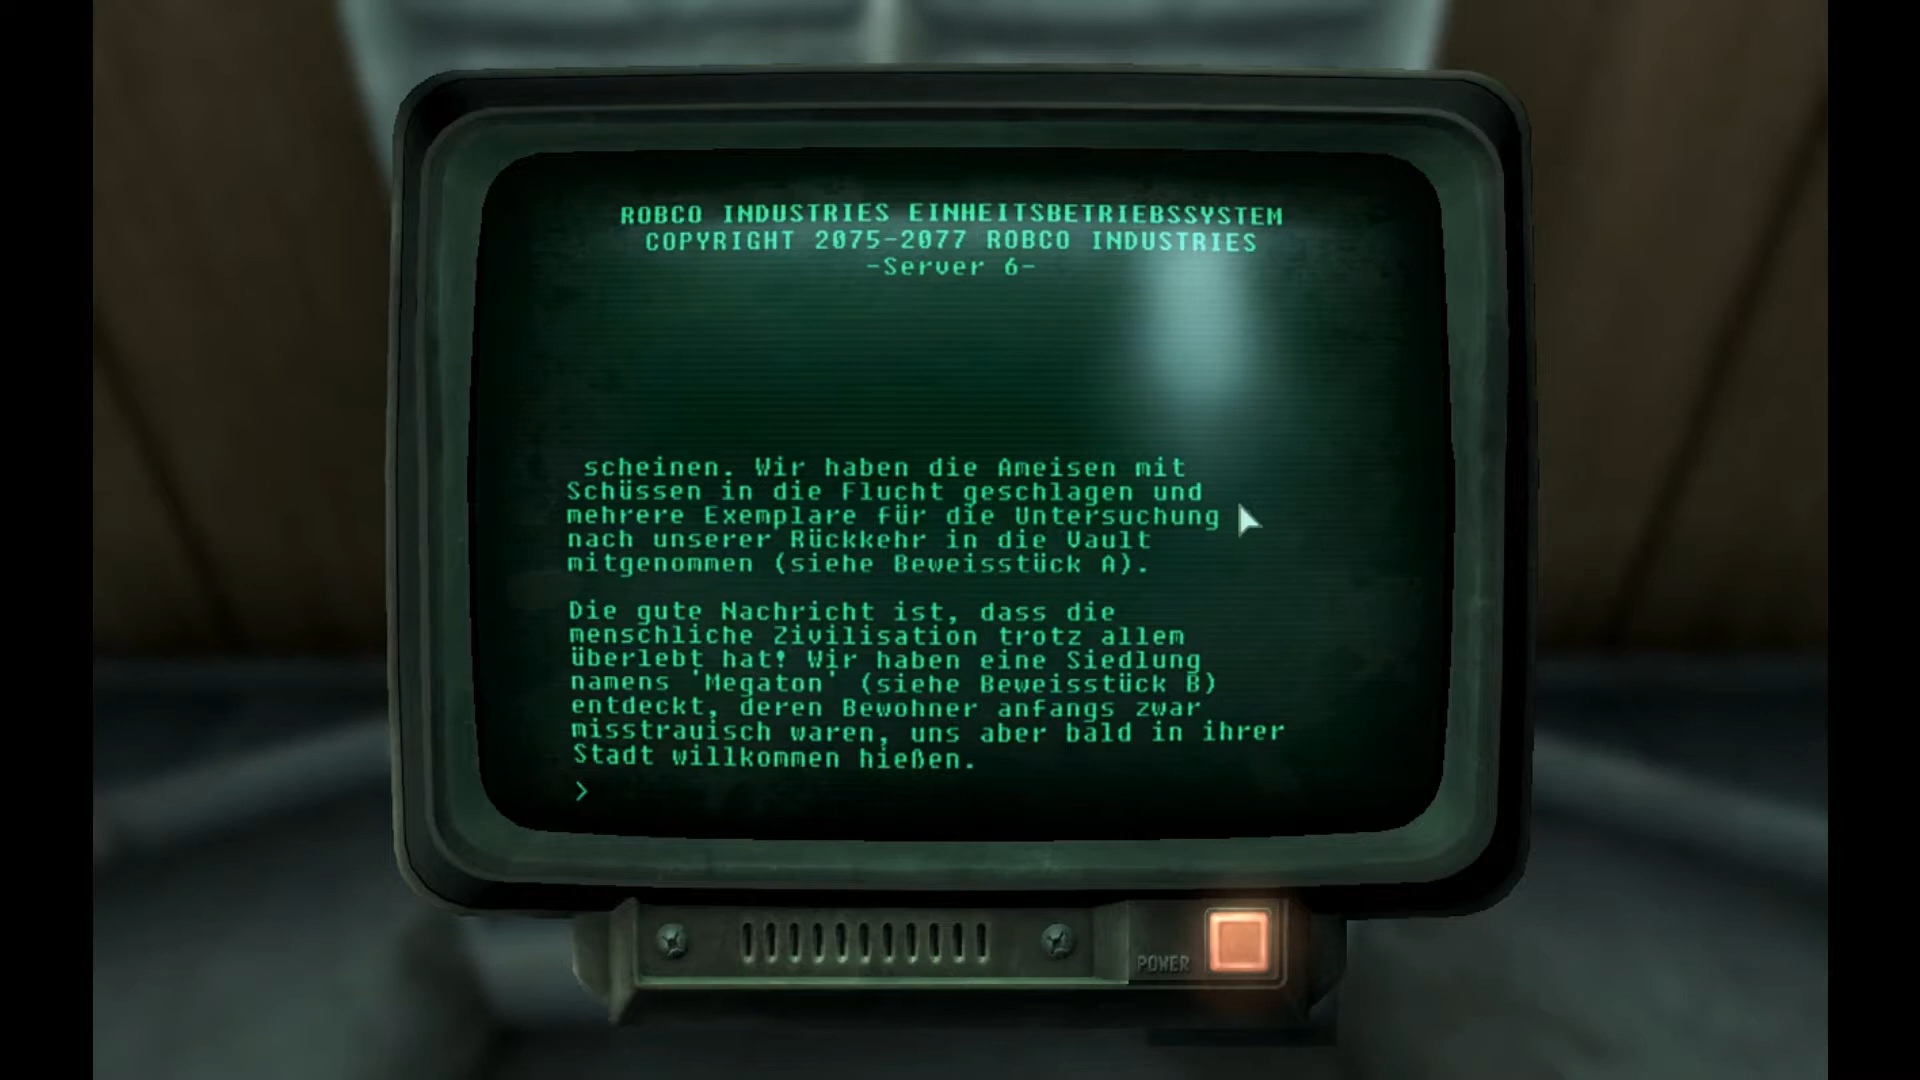 ROBCO INDUSTRIES EINHEITSBETRIEBSSYSTEM
COPYRIGHT 2075-2077 ROBCO INDUSTRIES
-Server 6-
scheinen. Wir haben die Ameisen mit
Schüssen in die Flucht geschlagen und
mehrere Exemplare für die Untersuchung
nach unserer Rückkehr in die Vault
mitgenommen (siehe Beweisstück A).
Die gute Nachricht ist, dass die
menschliche Zivilisation trotz allem
überlebt hat! Wir haben eine Siedlung
namens 'Megaton' (siehe Beweisstück B)
entdeckt, deren Bewohner anfangs zwar
misstrauisch waren, uns aber bald in ihrer
Stadt willkommen hießen.
>
POWER